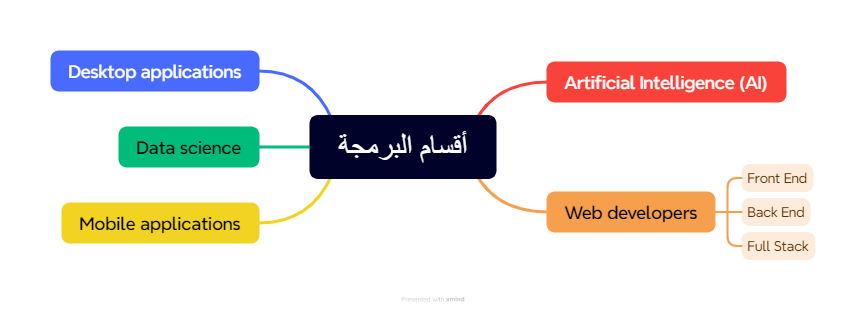 أقسام البرمجة
Desktop applications
Data science
Mobile applications
Artificial Intelligence (AI)
Web developers
Front End
Back End
Full Stack
Presented with xmind